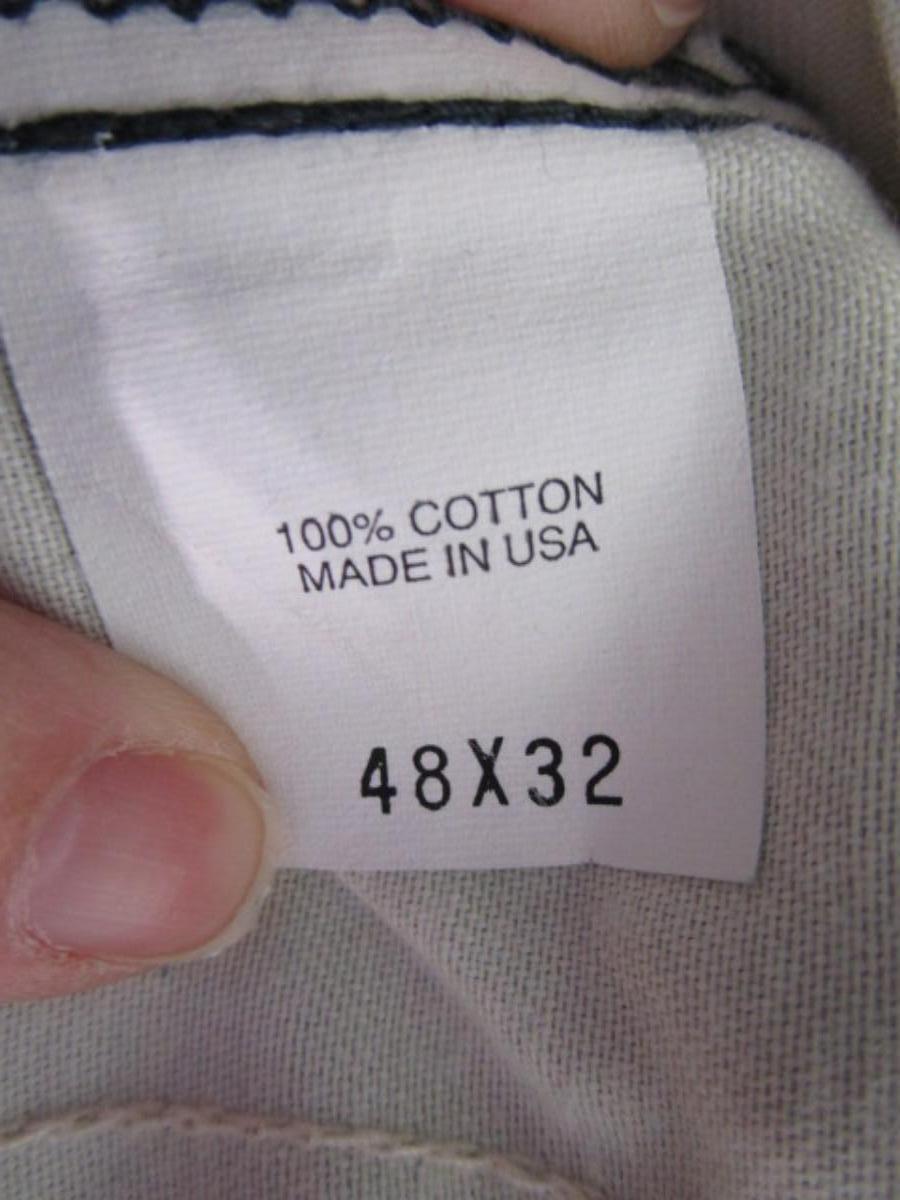 100% COTTON
MADE IN USA
48X32